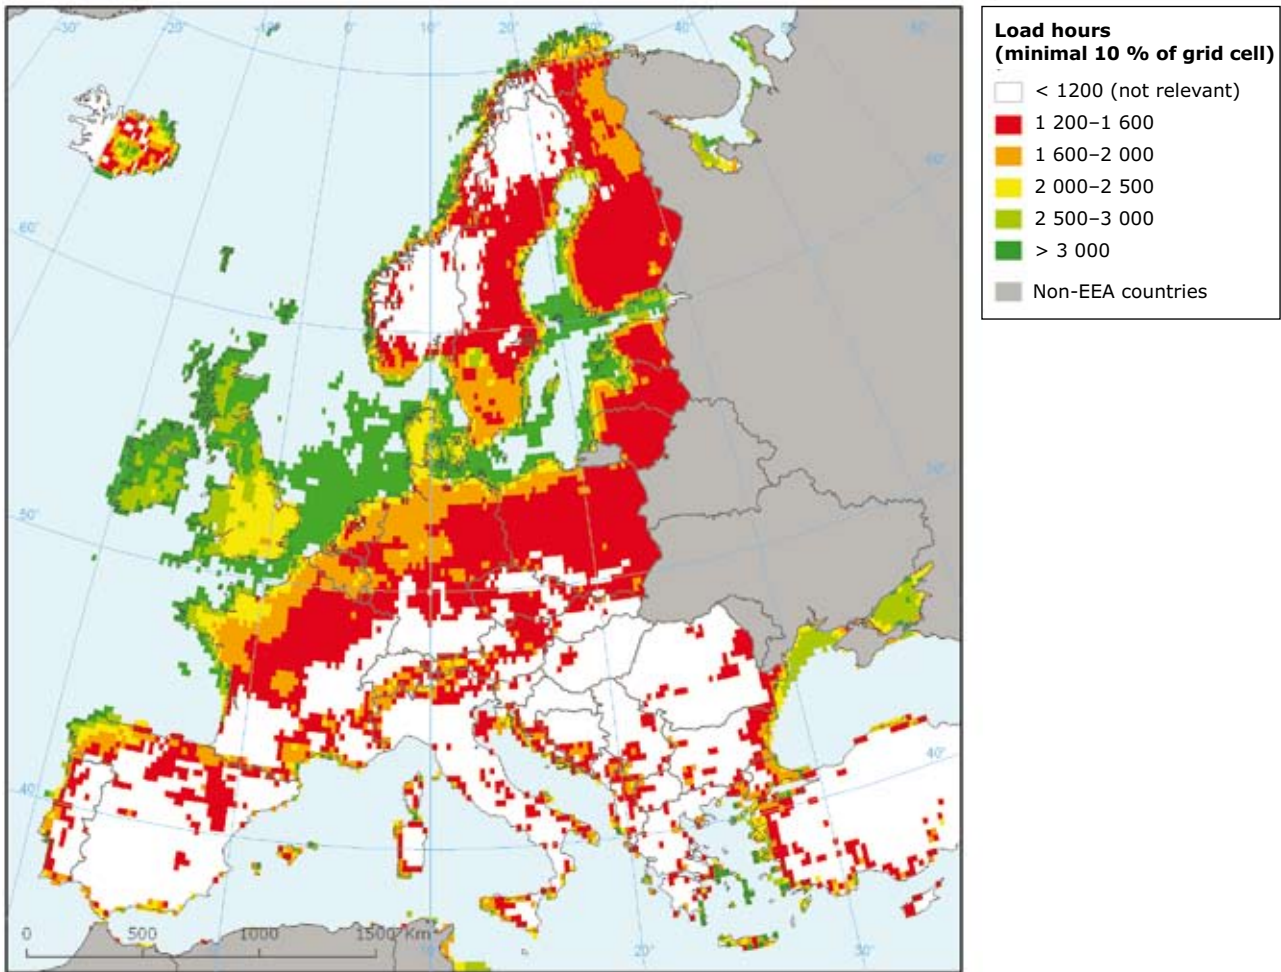 Load hours
(minimal 10 % of grid cell)
< 1200 (not relevant)
1 200–1 600
1 600–2 000
2 000–2 500
2 500–3 000
> 3 000
Non-EEA countries
-30°
-20°
-10°
0°
10°
20°
30°
40°
60°
60°
50°
50°
40°
40°
0
500
1000
1500 Km
20°
30°